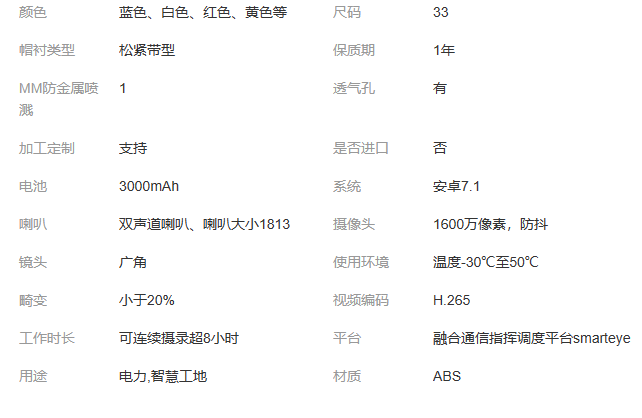 颜色 蓝色、白色、红色、黄色等 尺码 33
帽衬类型 松紧带型 保质期 1年
MM防金属喷溅 1 透气孔 有
加工定制 支持 是否进口 否
电池 3000mAh 系统 安卓7.1
喇叭 双声道喇叭、喇叭大小1813 摄像头 1600万像素，防抖
镜头 广角 使用环境 温度-30℃至50℃
畸变 小于20% 视频编码 H.265
工作时长 可连续摄录超8小时 平台 融合通信指挥调度平台smarteye
用途 电力,智慧工地 材质 ABS